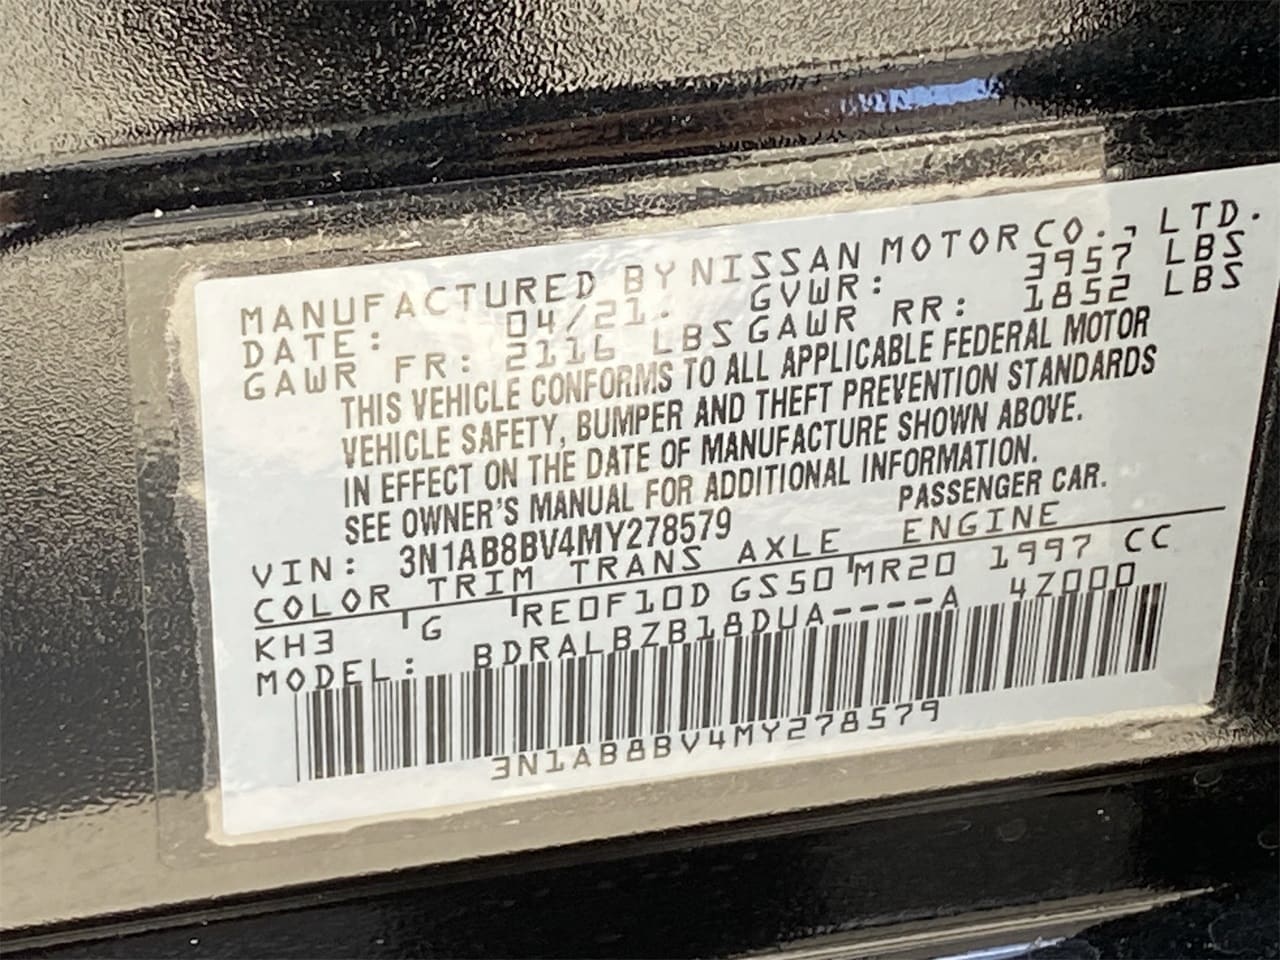 MANUFACTURED BY NISSAN MOTOR CO., LTD.
DATE: 04/21. GVWR: 3957 LBS
GAWR FR: 2116 LBS GAWR RR: 1852 LBS
THIS VEHICLE CONFORMS TO ALL APPLICABLE FEDERAL MOTOR
VEHICLE SAFETY, BUMPER AND THEFT PREVENTION STANDARDS
IN EFFECT ON THE DATE OF MANUFACTURE SHOWN ABOVE.
SEE OWNER'S MANUAL FOR ADDITIONAL INFORMATION.
VIN: 3N1AB8BV4MY278579 PASSENGER CAR.
COLOR TRIM TRANS AXLE ENGINE
KH3 G RE0F10D GS50 MR20 1997 CC
MODEL: BDRALBZB18DUA----A 4Z000
3N1AB8BV4MY278579